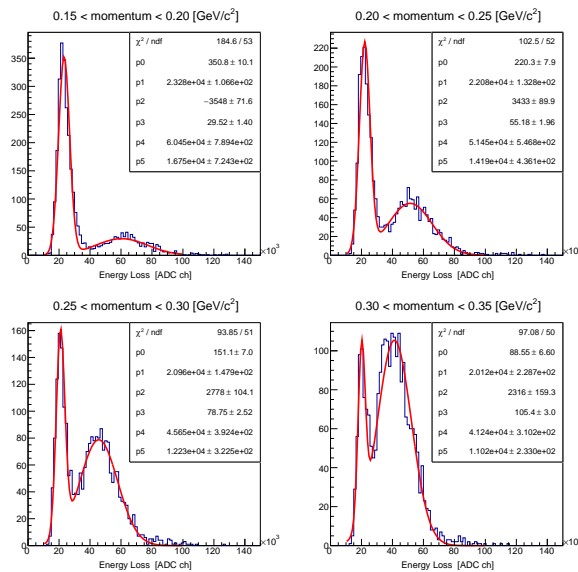 0.15 < momentum < 0.20 [GeV/c²]
χ² / ndf 184.6 / 53
p0 350.8 ± 10.1
p1 2.328e+04 ± 1.066e+02
p2 −3548 ± 71.6
p3 29.52 ± 1.40
p4 6.045e+04 ± 7.894e+02
p5 1.675e+04 ± 7.243e+02
350
300
250
200
150
100
50
0
0 20 40 60 80 100 120 140
×10³
Energy Loss [ADC ch]
0.20 < momentum < 0.25 [GeV/c²]
χ² / ndf 102.5 / 52
p0 220.3 ± 7.9
p1 2.208e+04 ± 1.328e+02
p2 3433 ± 89.9
p3 55.18 ± 1.96
p4 5.145e+04 ± 5.468e+02
p5 1.419e+04 ± 4.361e+02
220
200
180
160
140
120
100
80
60
40
20
0
0 20 40 60 80 100 120 140
×10
Energy Loss [ADC ch]
0.25 < momentum < 0.30 [GeV/c²]
χ² / ndf 93.85 / 51
p0 151.1 ± 7.0
p1 2.096e+04 ± 1.479e+02
p2 2778 ± 104.1
p3 78.75 ± 2.52
p4 4.565e+04 ± 3.924e+02
p5 1.223e+04 ± 3.225e+02
160
140
120
100
80
60
40
20
0
0 20 40 60 80 100 120 140
×10³
Energy Loss [ADC ch]
0.30 < momentum < 0.35 [GeV/c²]
χ² / ndf 97.08 / 50
p0 88.55 ± 6.60
p1 2.012e+04 ± 2.287e+02
p2 2316 ± 159.3
p3 105.4 ± 3.0
p4 4.124e+04 ± 3.102e+02
p5 1.102e+04 ± 2.330e+02
100
80
60
40
20
0
0 20 40 60 80 100 120 140
×10
Energy Loss [ADC ch]